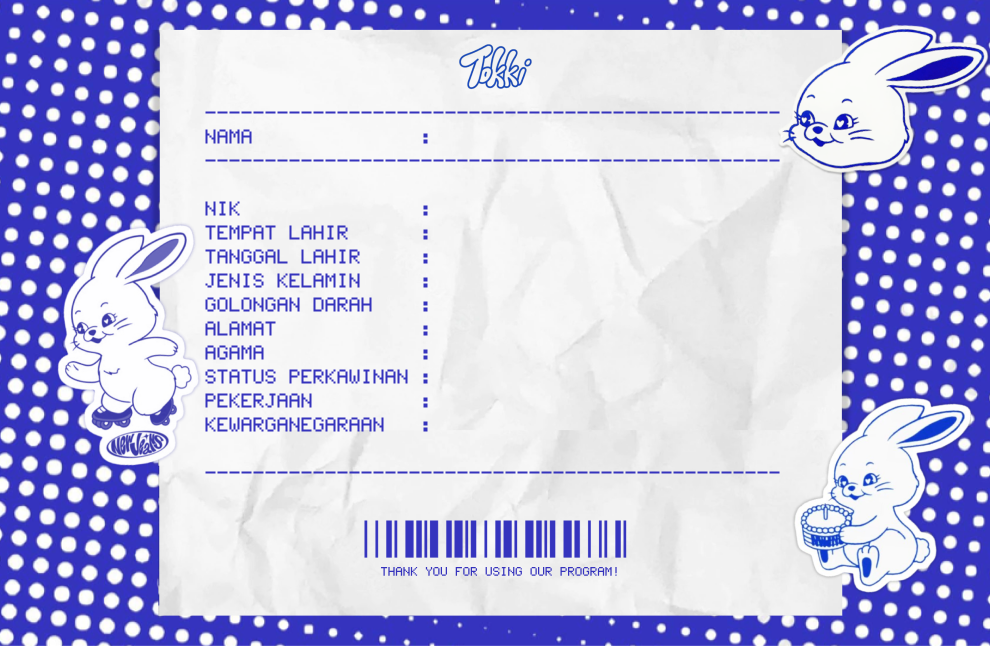 Tokki
NAMA :
NIK :
TEMPAT LAHIR :
TANGGAL LAHIR :
JENIS KELAMIN :
GOLONGAN DARAH :
ALAMAT :
AGAMA :
STATUS PERKAWINAN :
PEKERJAAN :
KEWARGANEGARAAN :
NewJeans
THANK YOU FOR USING OUR PROGRAM!